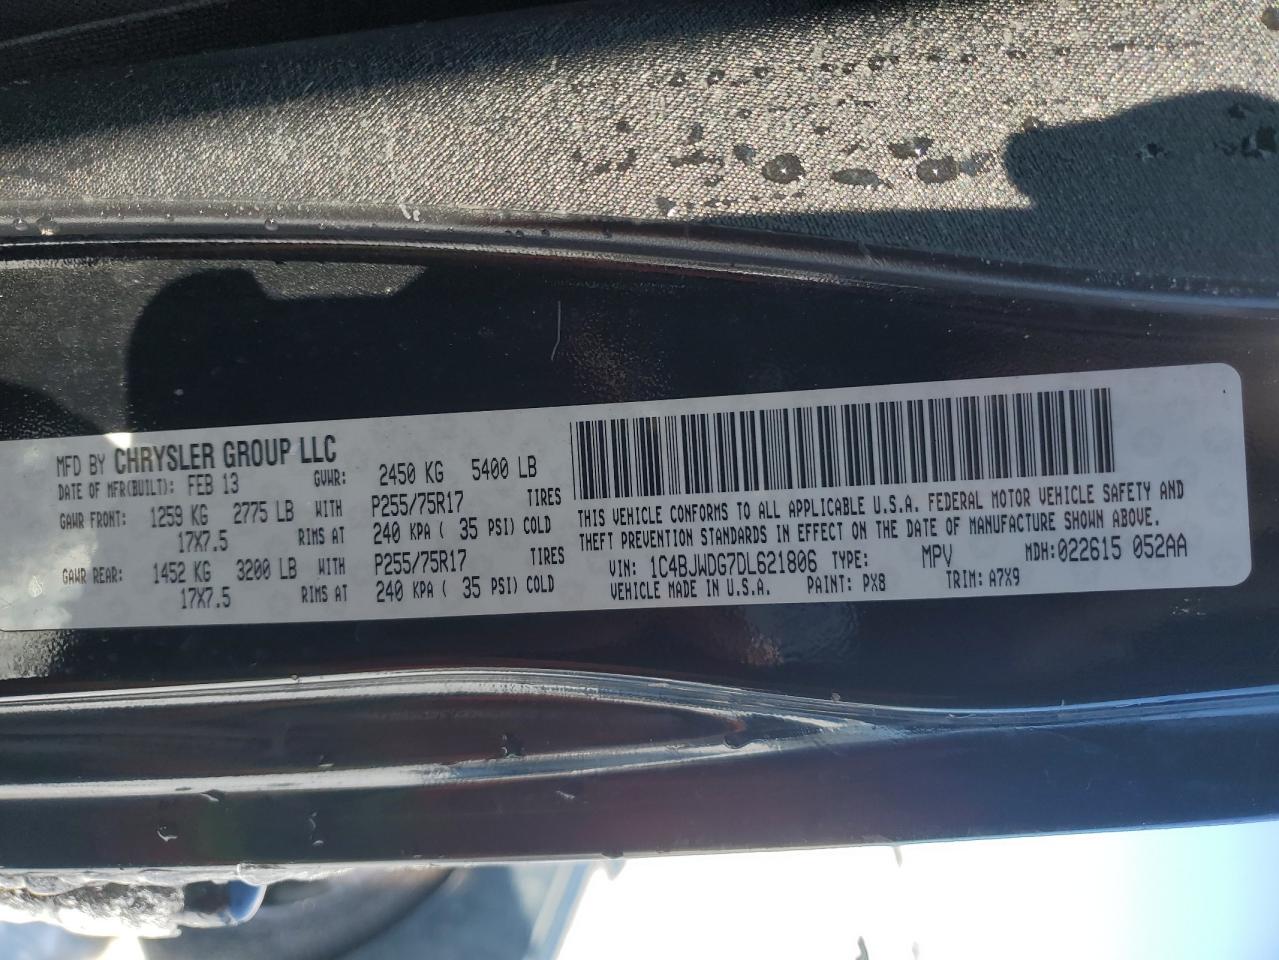 MFD BY CHRYSLER GROUP LLC
DATE OF MFR(BUILT): FEB 13 GVWR: 2450 KG 5400 LB
GAWR FRONT: 1259 KG 2775 LB WITH P255/75R17 TIRES
17X7.5 RIMS AT 240 KPA ( 35 PSI) COLD
GAWR REAR: 1452 KG 3200 LB WITH P255/75R17 TIRES
17X7.5 RIMS AT 240 KPA ( 35 PSI) COLD
THIS VEHICLE CONFORMS TO ALL APPLICABLE U.S.A. FEDERAL MOTOR VEHICLE SAFETY AND
THEFT PREVENTION STANDARDS IN EFFECT ON THE DATE OF MANUFACTURE SHOWN ABOVE.
VIN: 1C4BJWDG7DL621806 TYPE: MPV MDH:022615 052AA
VEHICLE MADE IN U.S.A. PAINT: PX8 TRIM: A7X9